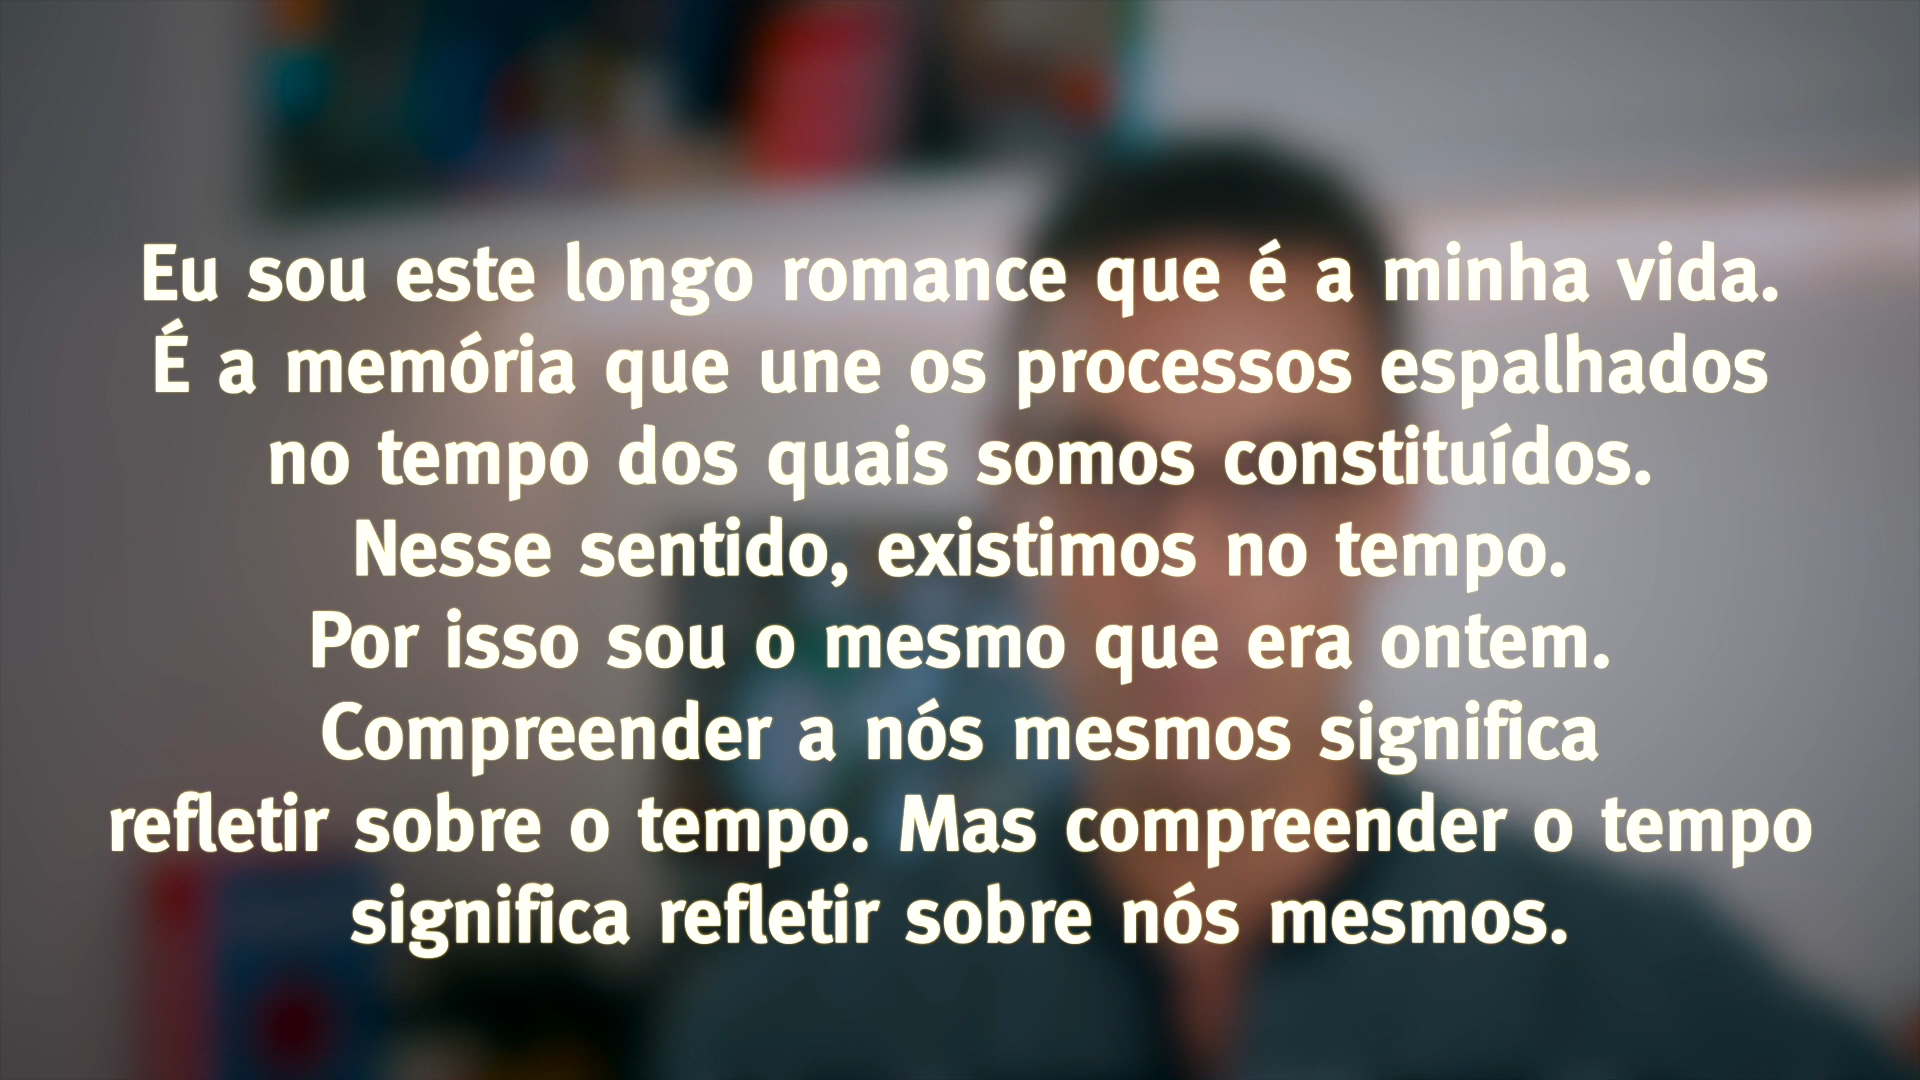 Eu sou este longo romance que é a minha vida.
É a memória que une os processos espalhados
no tempo dos quais somos constituídos.
Nesse sentido, existimos no tempo.
Por isso sou o mesmo que era ontem.
Compreender a nós mesmos significa
refletir sobre o tempo. Mas compreender o tempo
significa refletir sobre nós mesmos.